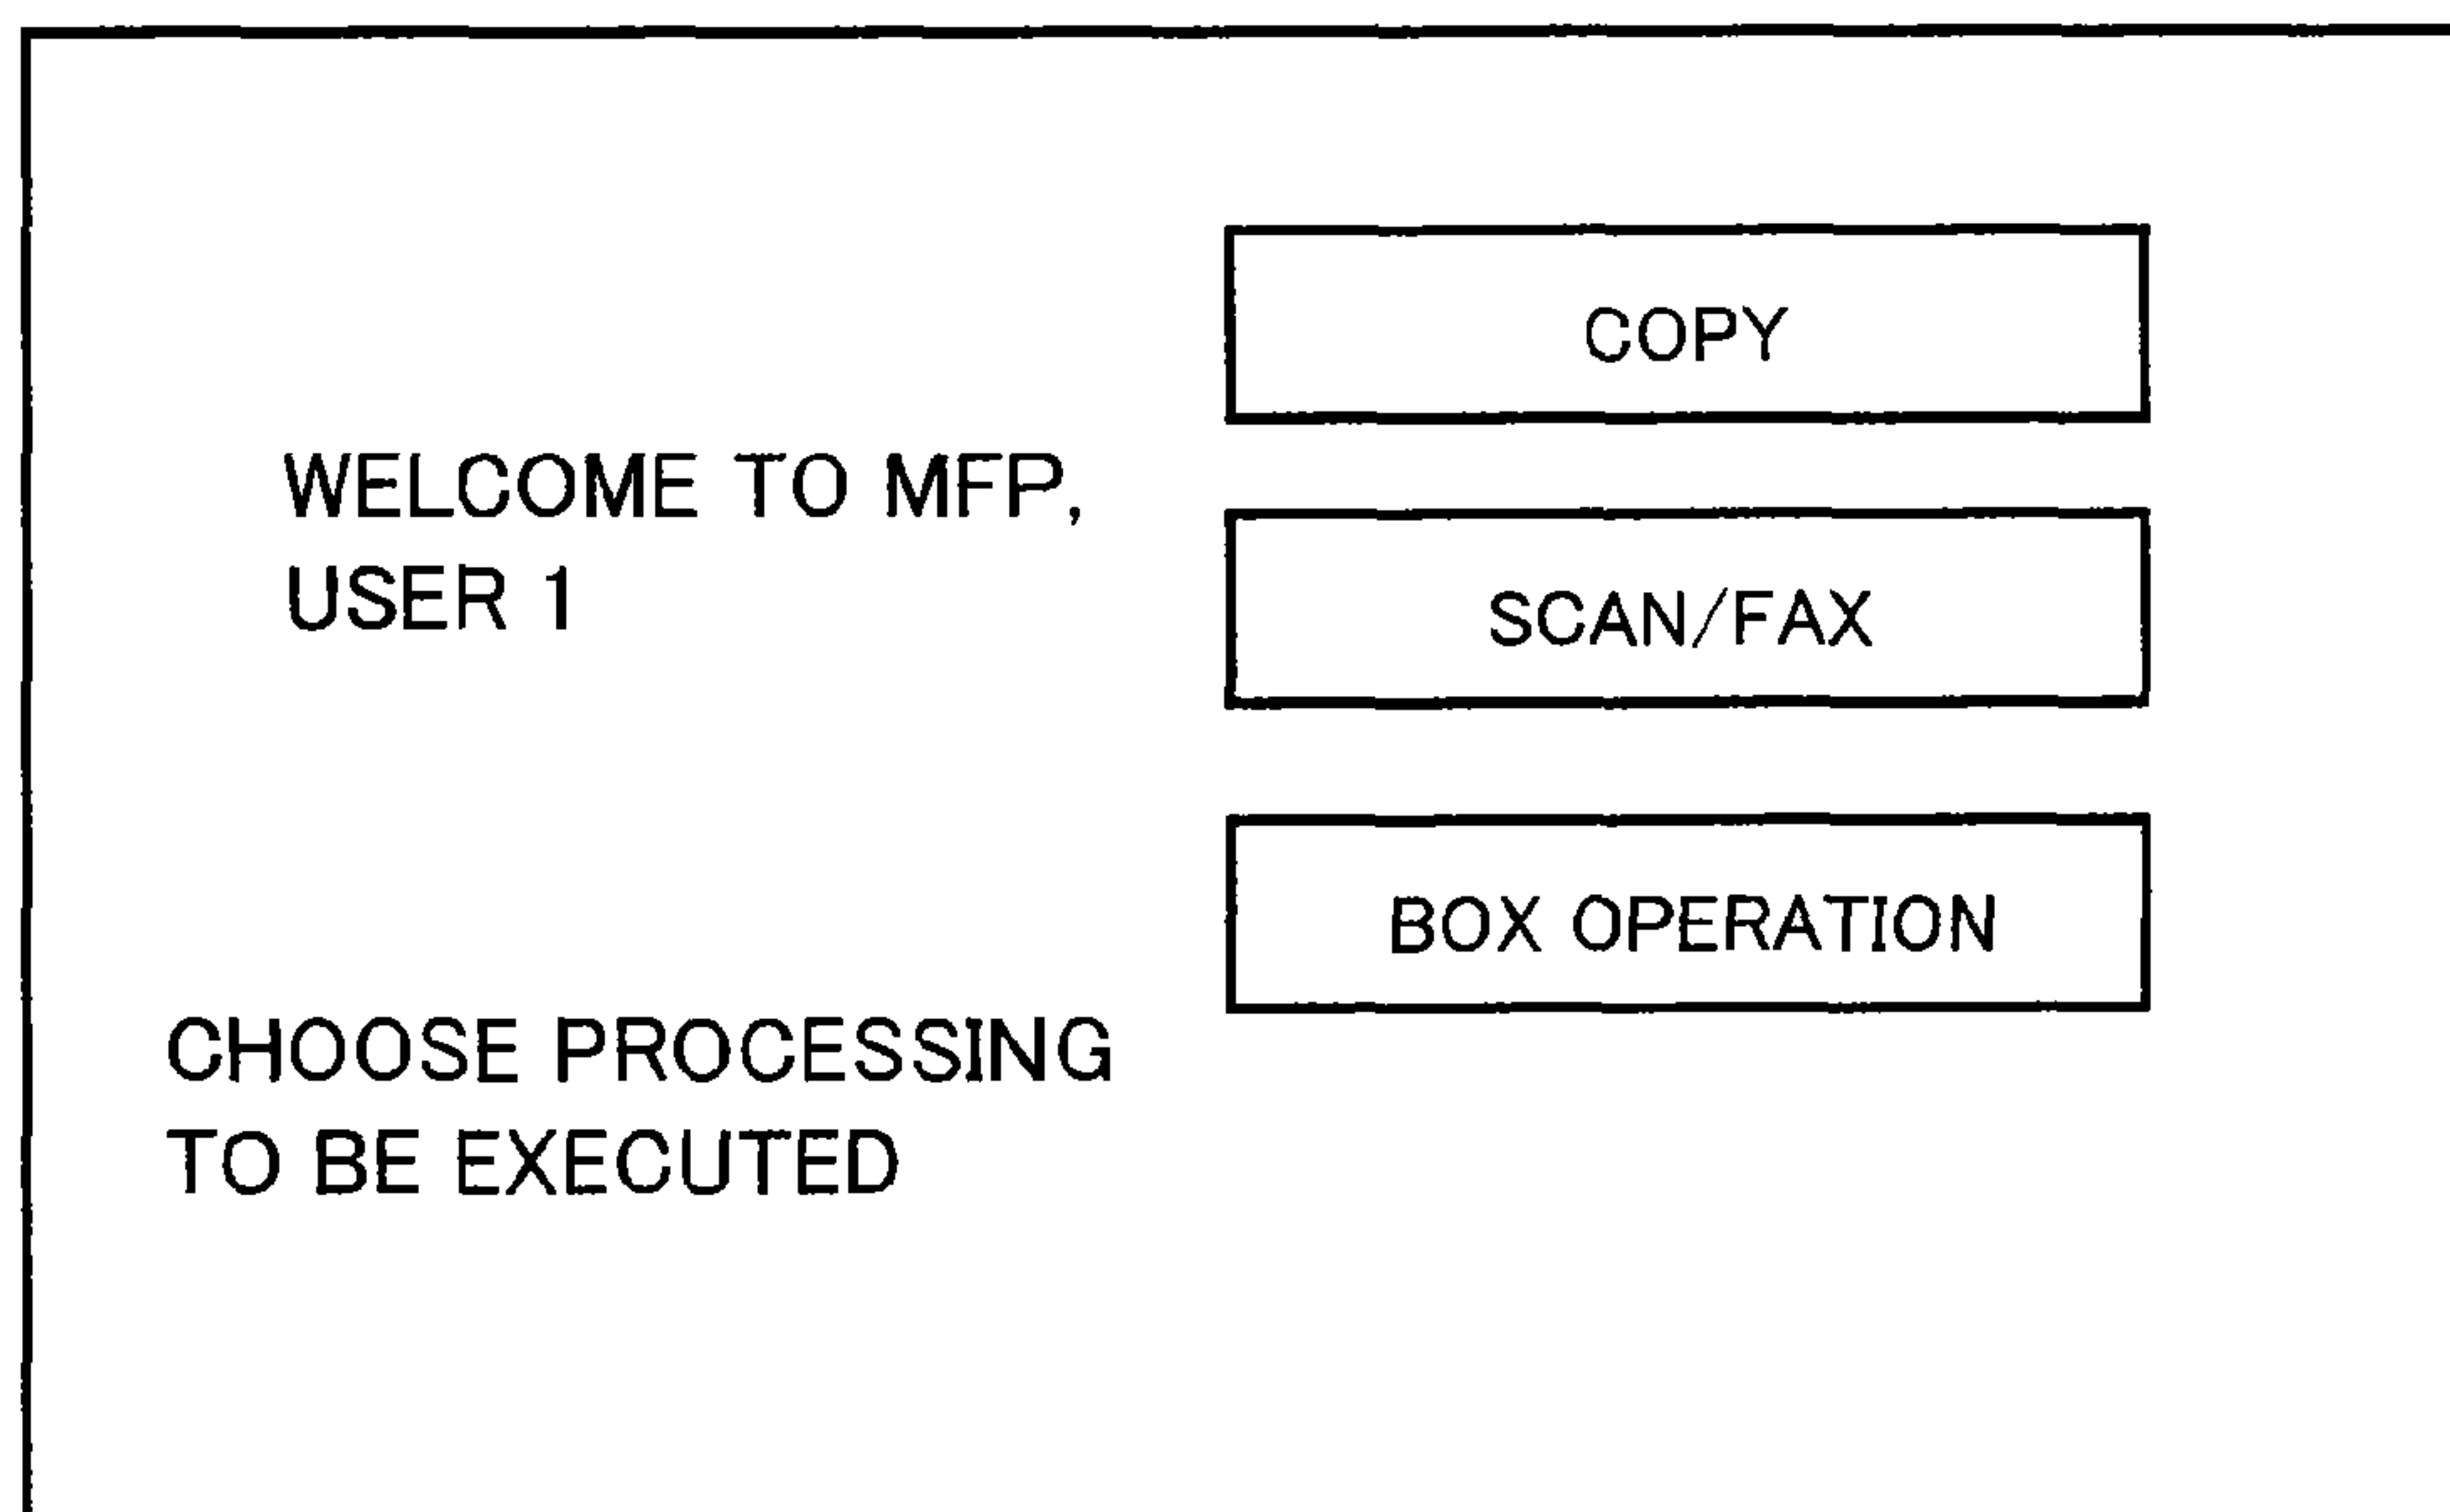 WELCOME TO MFP,
USER 1
CHOOSE PROCESSING
TO BE EXECUTED
COPY
SCAN/FAX
BOX OPERATION